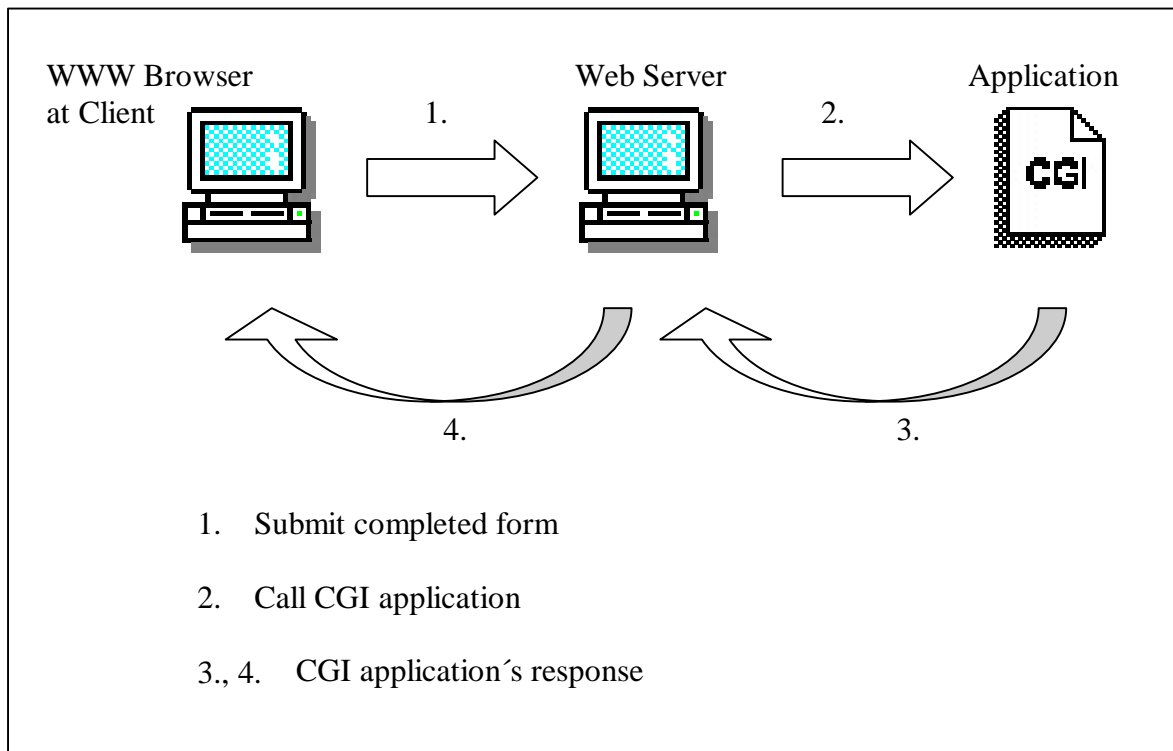 WWW Browser
at Client
Web Server
Application
1.
2.
CGI
4.
3.
1. Submit completed form
2. Call CGI application
3., 4. CGI application´s response